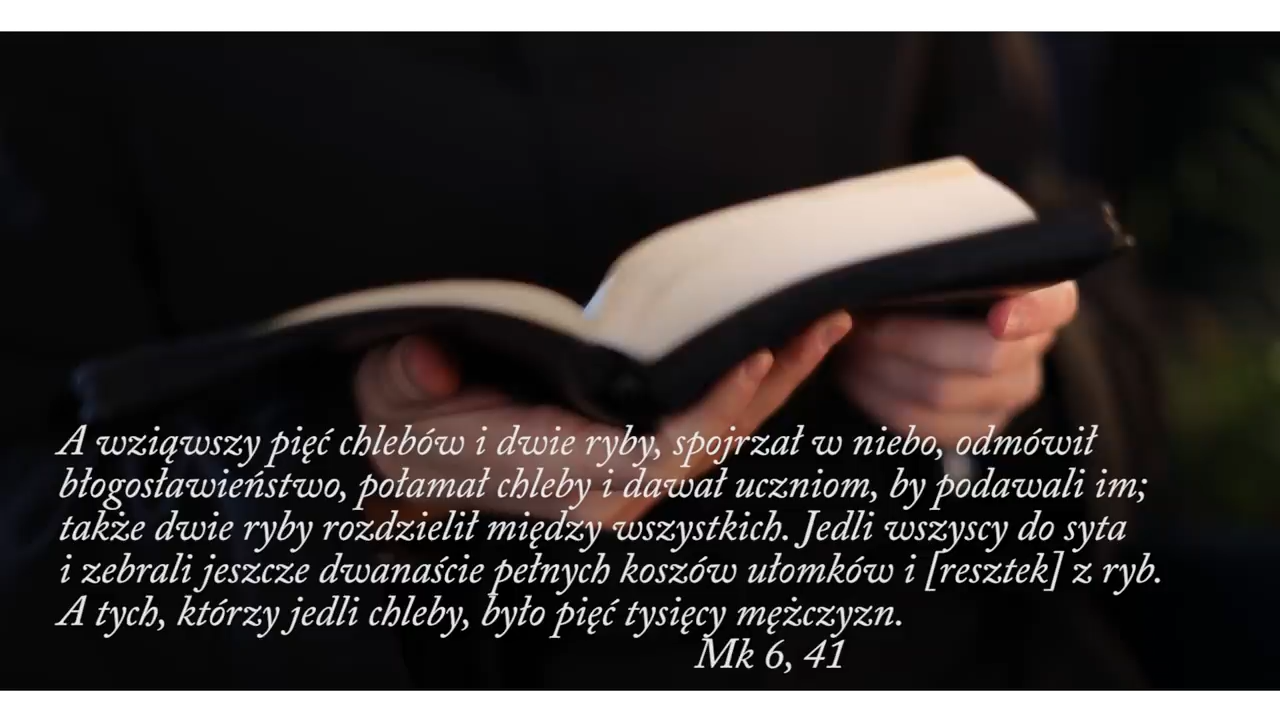 A wziąwszy pięć chlebów i dwie ryby, spojrzał w niebo, odmówił
błogosławieństwo, połamał chleby i dawał uczniom, by podawali im;
także dwie ryby rozdzielił między wszystkich. Jedli wszyscy do syta
i zebrali jeszcze dwanaście pełnych koszów ułomków i [resztek] z ryb.
A tych, którzy jedli chleby, było pięć tysięcy mężczyzn.
Mk 6, 41